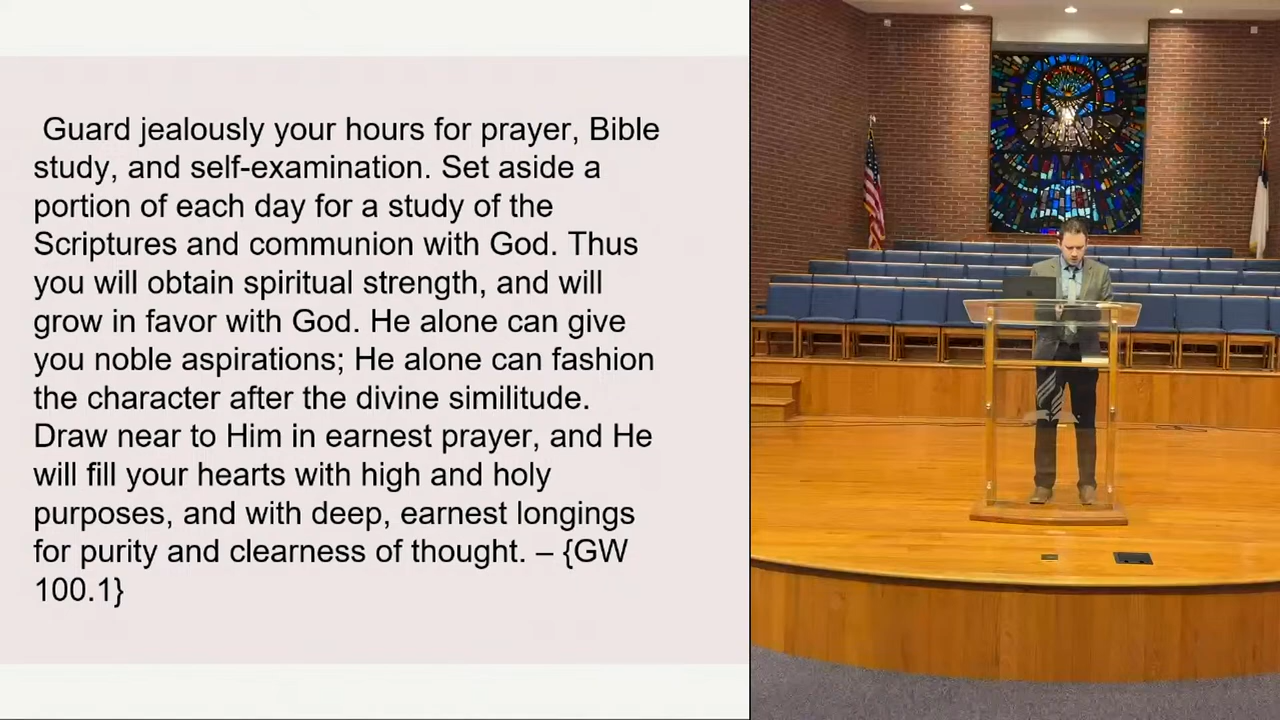 Guard jealously your hours for prayer, Bible
study, and self-examination. Set aside a
portion of each day for a study of the
Scriptures and communion with God. Thus
you will obtain spiritual strength, and will
grow in favor with God. He alone can give
you noble aspirations; He alone can fashion
the character after the divine similitude.
Draw near to Him in earnest prayer, and He
will fill your hearts with high and holy
purposes, and with deep, earnest longings
for purity and clearness of thought. – {GW
100.1}